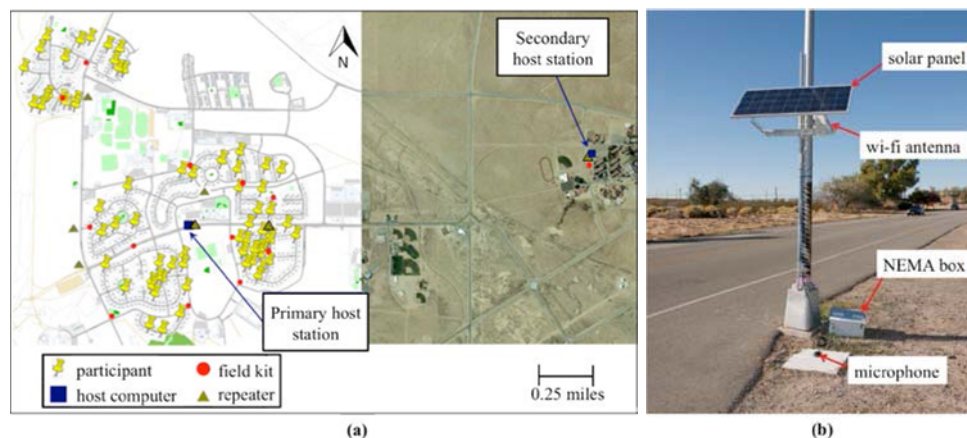 Secondary
host station
N
Primary host
station
participant
field kit
host computer
repeater
0.25 miles
(a)
solar panel
wi-fi antenna
NEMA box
microphone
(b)